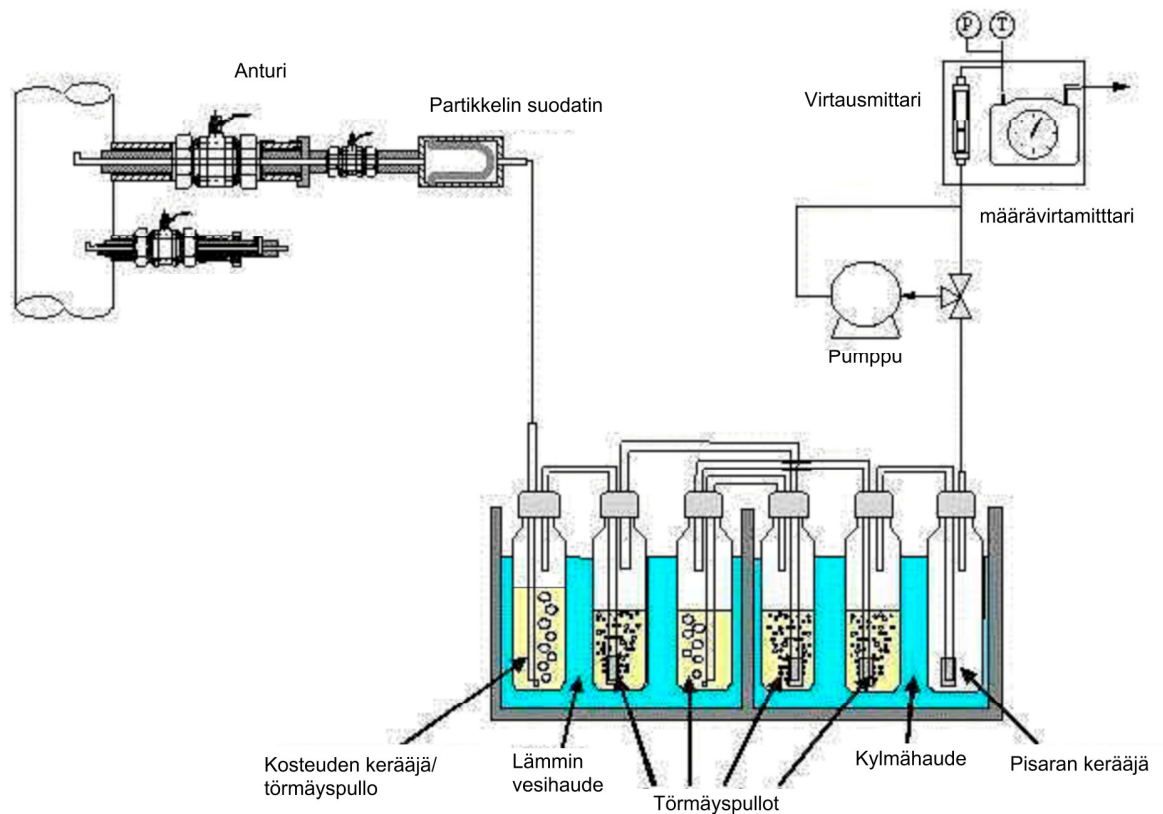 P T
Anturi
Partikkelin suodatin
Virtausmittari
määrävirtamitttari
Pumppu
Kosteuden kerääjä/
törmäyspullo
Lämmin
vesihaude
Törmäyspullot
Kylmähaude
Pisaran kerääjä